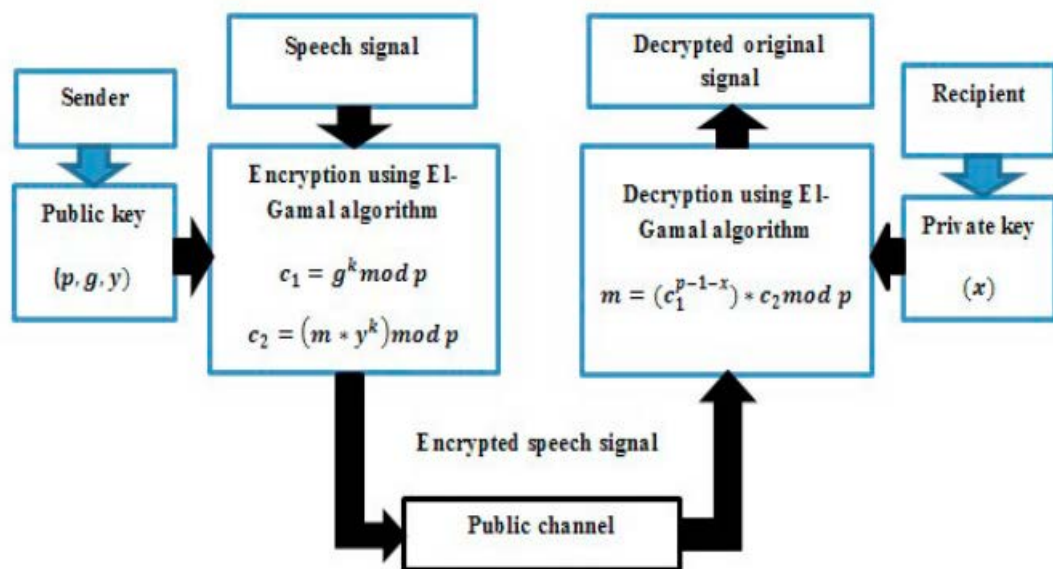 Speech signal
Decrypted original
signal
Sender
Recipient
Encryption using El-
Gamal algorithm
c₁ = gᵏ mod p
c₂ = (m * yᵏ) mod p
Decryption using El-
Gamal algorithm
m = (c₁ᵖ⁻¹⁻ˣ) * c₂ mod p
Public key
(p, g, y)
Private key
(x)
Encrypted speech signal
Public channel